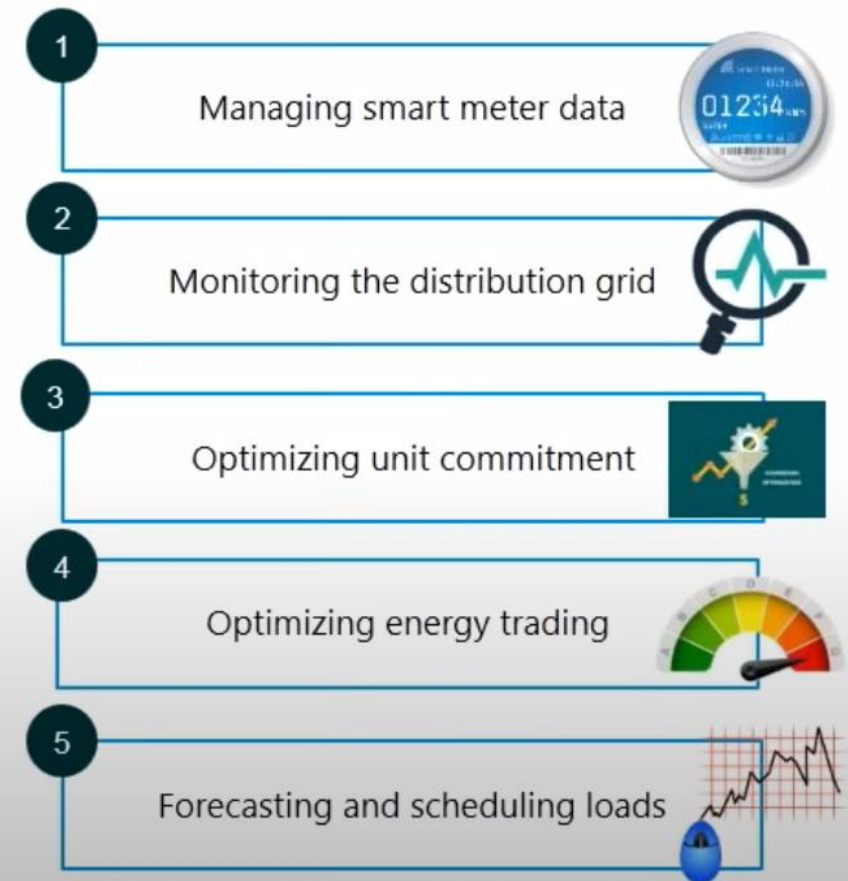 1
Managing smart meter data
01234
2
Monitoring the distribution grid
3
Optimizing unit commitment
$
4
Optimizing energy trading
A B C D E F G
5
Forecasting and scheduling loads